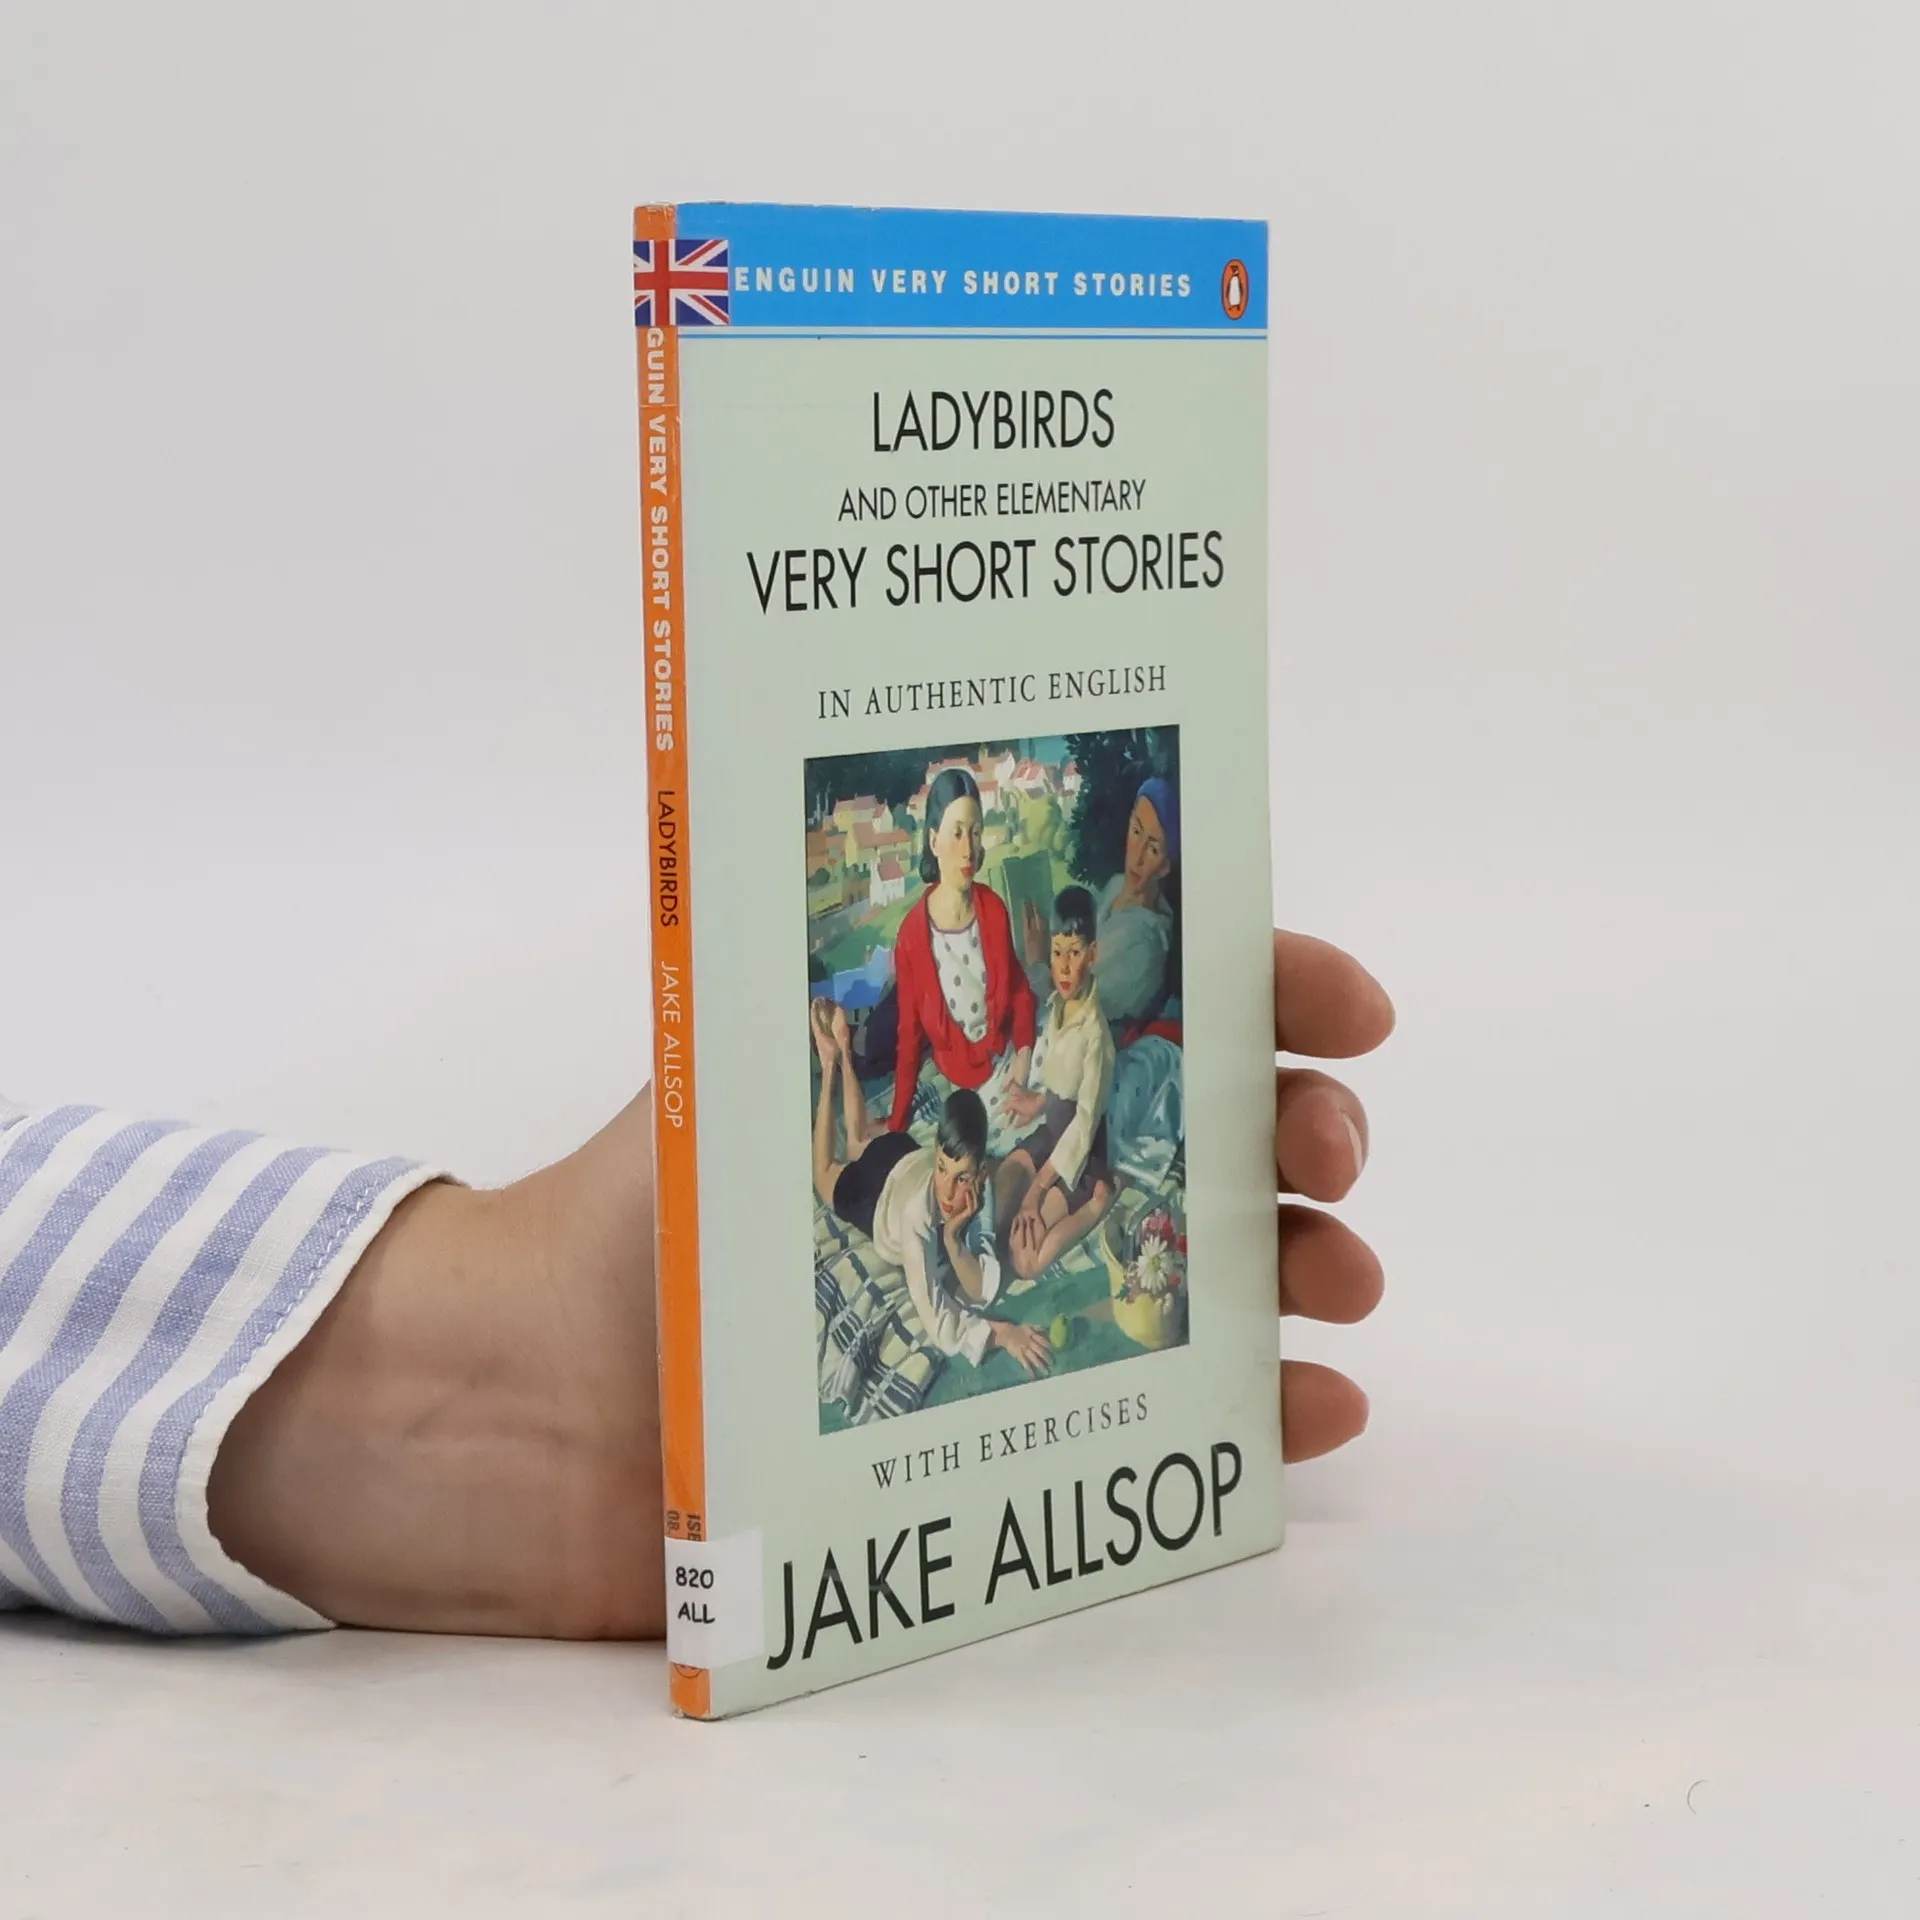 ENGUIN VERY SHORT STORIES
LADYBIRDS
AND OTHER ELEMENTARY
VERY SHORT STORIES
IN AUTHENTIC ENGLISH
WITH EXERCISES
JAKE ALLSOP
GUIN VERY SHORT STORIES LADYBIRDS JAKE ALLSOP
820
ALL